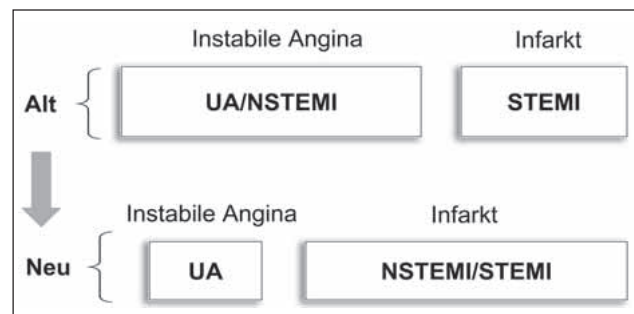 Instabile Angina Infarkt
Alt UA/NSTEMI STEMI
Instabile Angina Infarkt
Neu UA NSTEMI/STEMI